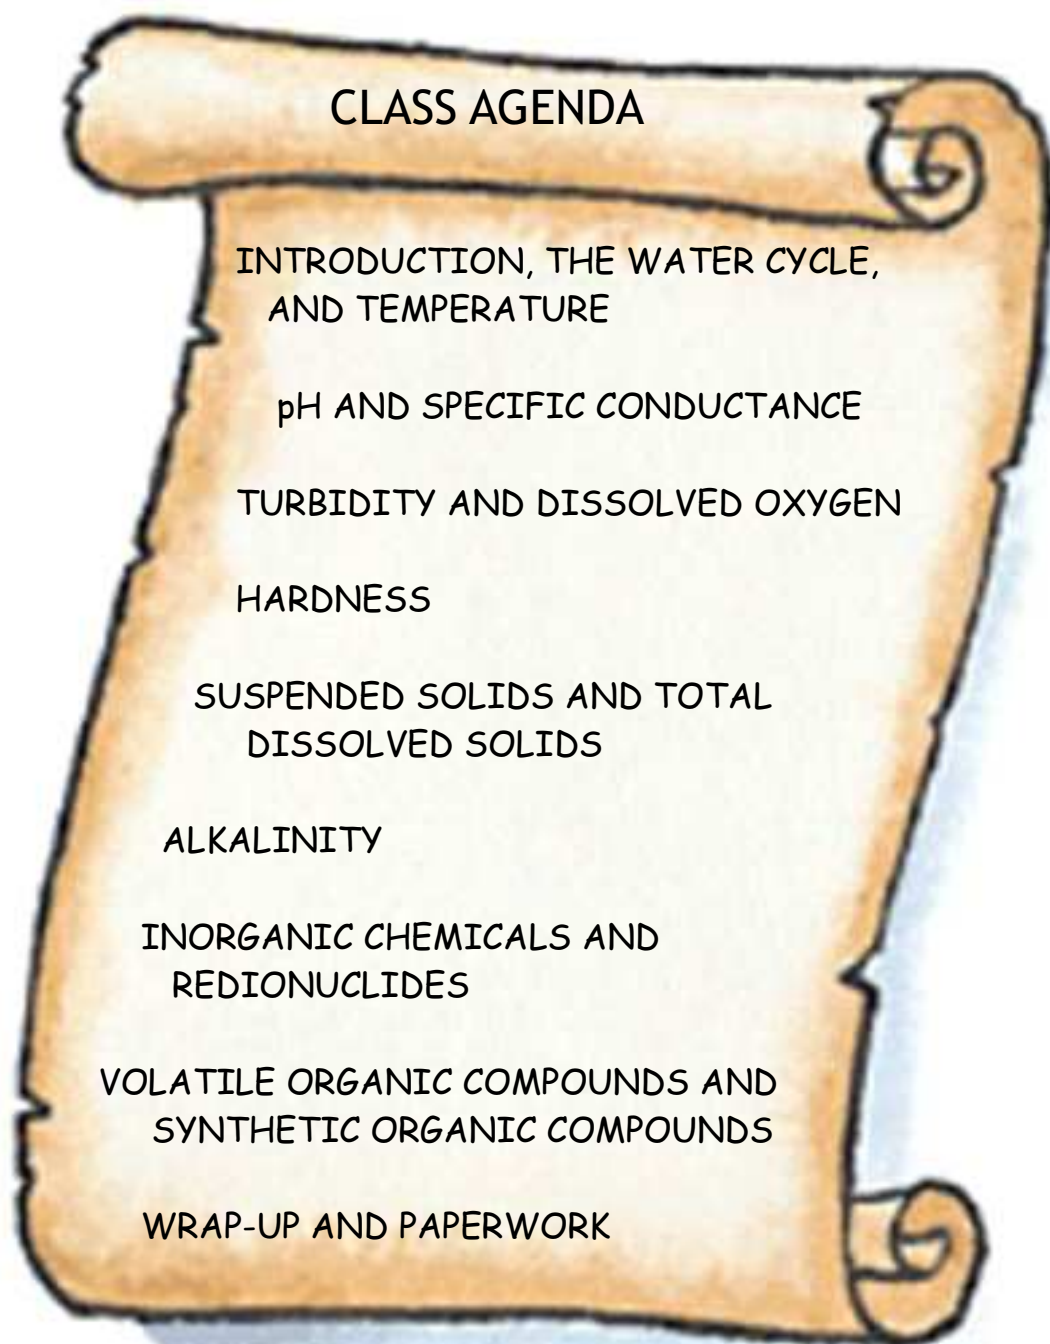 CLASS AGENDA
INTRODUCTION, THE WATER CYCLE,
AND TEMPERATURE
pH AND SPECIFIC CONDUCTANCE
TURBIDITY AND DISSOLVED OXYGEN
HARDNESS
SUSPENDED SOLIDS AND TOTAL
DISSOLVED SOLIDS
ALKALINITY
INORGANIC CHEMICALS AND
REDIONUCLIDES
VOLATILE ORGANIC COMPOUNDS AND
SYNTHETIC ORGANIC COMPOUNDS
WRAP-UP AND PAPERWORK